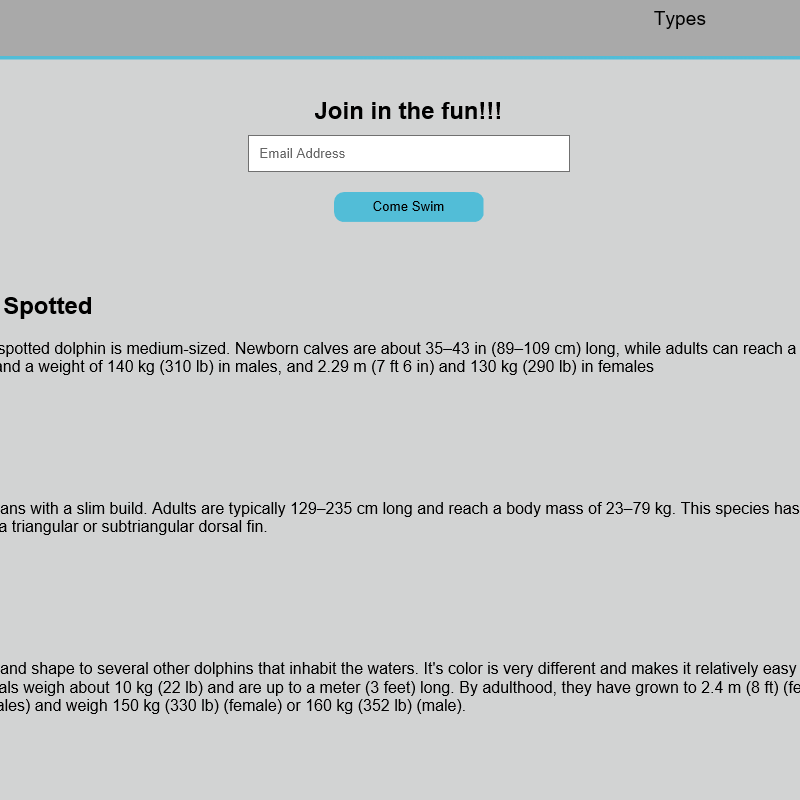 Types
Join in the fun!!!
Email Address
Come Swim
Spotted
spotted dolphin is medium-sized. Newborn calves are about 35–43 in (89–109 cm) long, while adults can reach a
and a weight of 140 kg (310 lb) in males, and 2.29 m (7 ft 6 in) and 130 kg (290 lb) in females
ans with a slim build. Adults are typically 129–235 cm long and reach a body mass of 23–79 kg. This species has
a triangular or subtriangular dorsal fin.
and shape to several other dolphins that inhabit the waters. It's color is very different and makes it relatively easy
als weigh about 10 kg (22 lb) and are up to a meter (3 feet) long. By adulthood, they have grown to 2.4 m (8 ft) (fe
ales) and weigh 150 kg (330 lb) (female) or 160 kg (352 lb) (male).